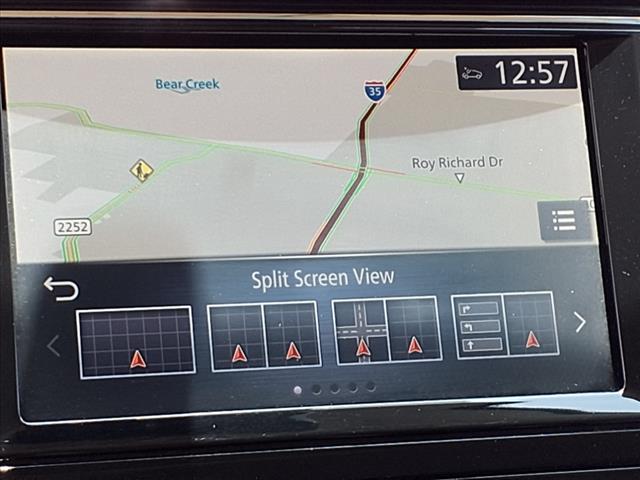 12:57
Bear Creek
35
Roy Richard Dr
2252
Split Screen View